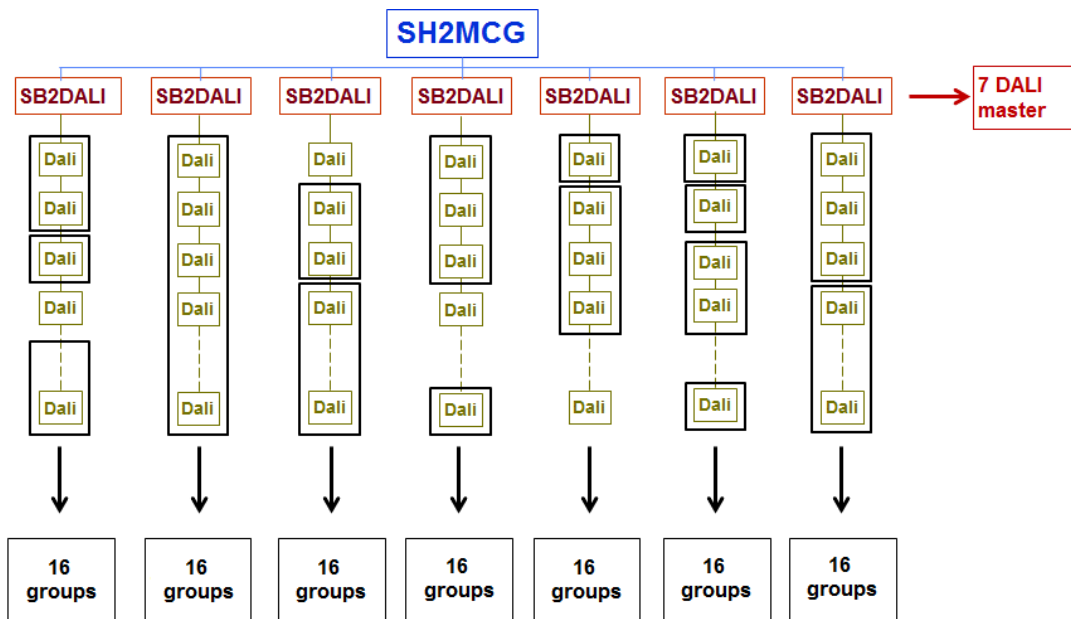 SH2MCG
SB2DALI SB2DALI SB2DALI SB2DALI SB2DALI SB2DALI SB2DALI
7 DALI
master
Dali Dali Dali Dali Dali Dali Dali
Dali Dali Dali Dali Dali Dali Dali
Dali Dali Dali Dali Dali Dali Dali
Dali Dali Dali Dali Dali Dali Dali
Dali Dali Dali Dali Dali Dali Dali
16 16 16 16 16 16 16
groups groups groups groups groups groups groups